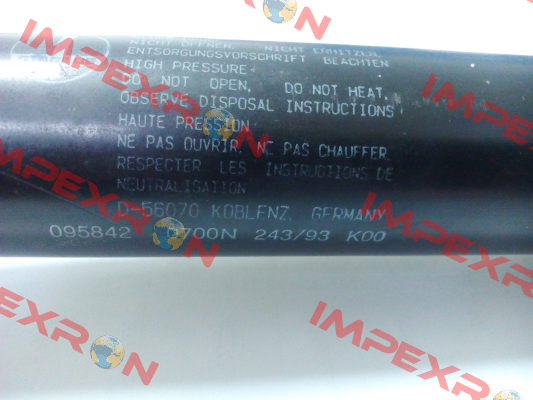 NICHT ÖFFNEN, NICHT ERHITZEN,
ENTSORGUNGSVORSCHRIFT BEACHTEN
HIGH PRESSURE
DO NOT OPEN, DO NOT HEAT,
OBSERVE DISPOSAL INSTRUCTIONS
HAUTE PRESSION
NE PAS OUVRIR, NE PAS CHAUFFER,
RESPECTER LES INSTRUCTIONS DE
NEUTRALISATION
D-56070 KOBLENZ, GERMANY
095842 1700N 243/93 K00
IMPEXRON
IMPEXRON
IMPEXRON
IMPEXRON
IMPEXRON